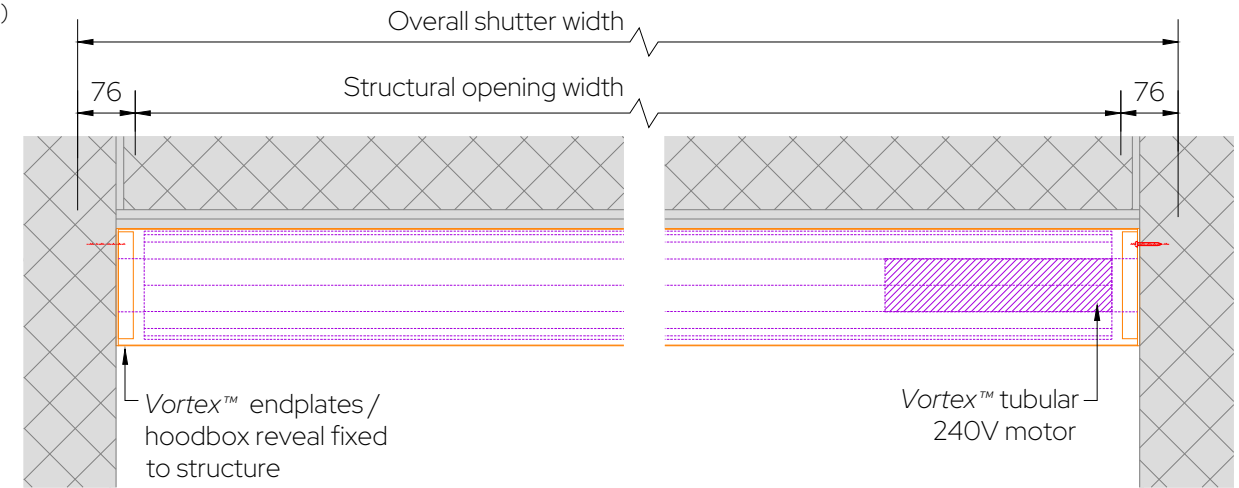 )
Overall shutter width
76
Structural opening width
76
Vortex™ endplates /
hoodbox reveal fixed
to structure
Vortex™ tubular
240V motor